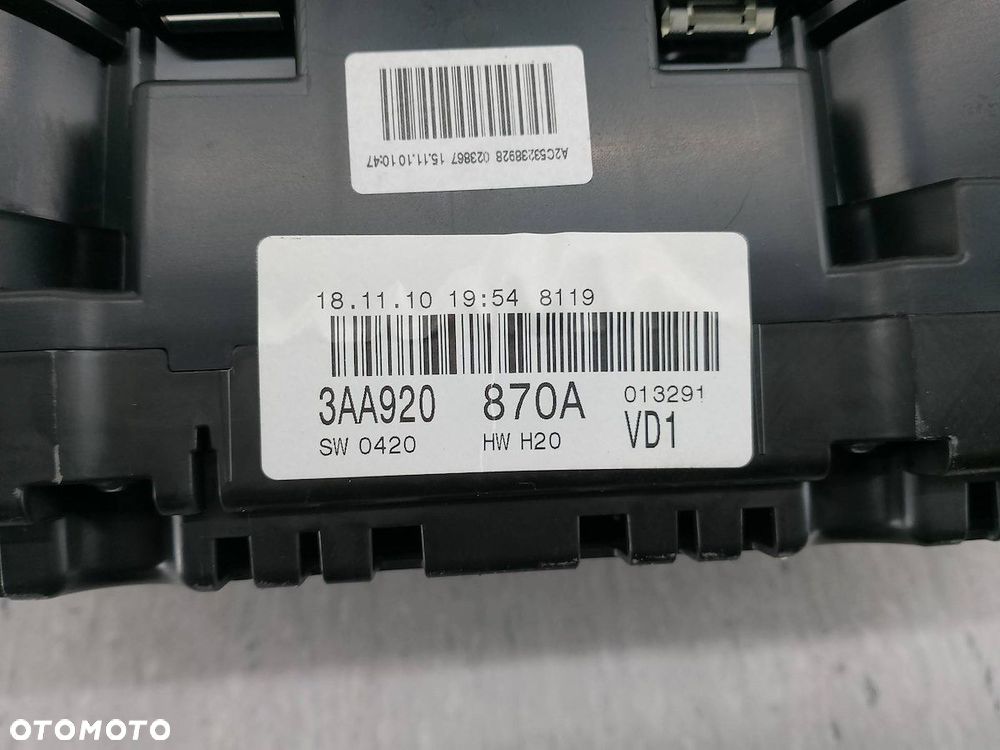 A2C53238928 023867 15.11.10 10:47
18.11.10 19:54 8119
3AA920 870A 013291
SW 0420 HW H20 VD1
OTOMOTO